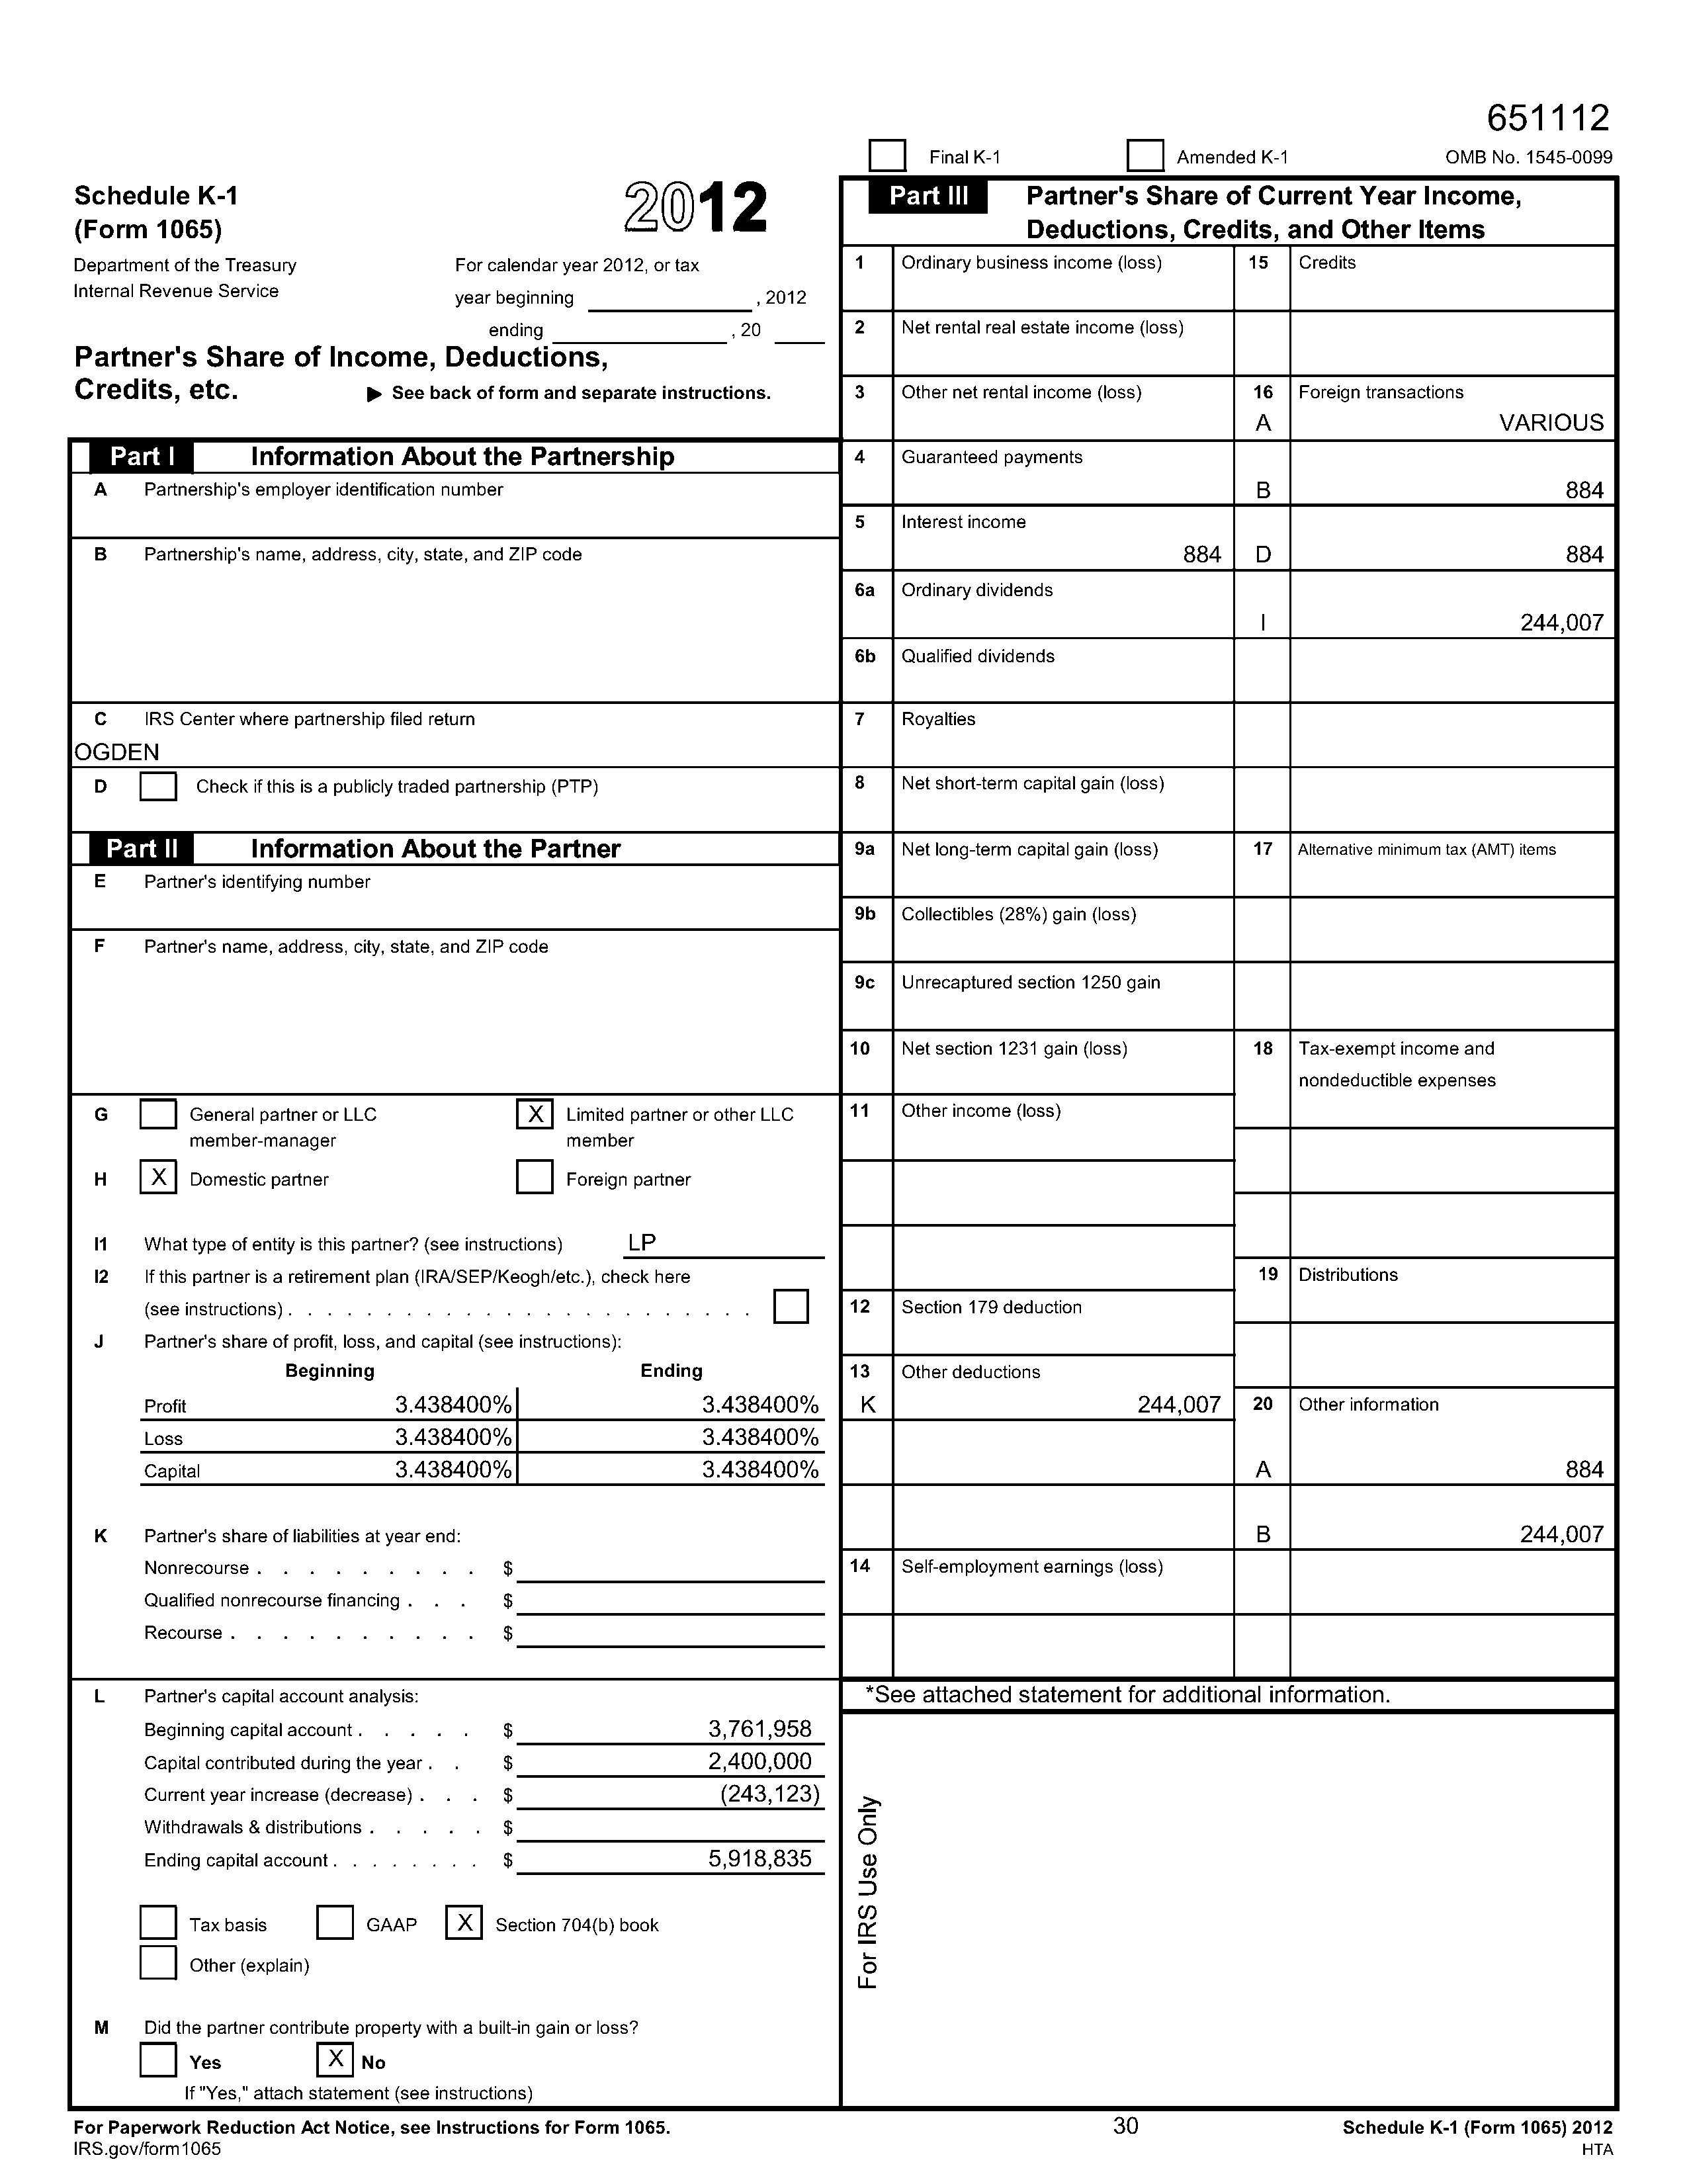 651112
Final K-1
Amended K-1
OMB No. 1545-0099
Schedule K-1
(Form 1065)
2012
Department of the Treasury
Internal Revenue Service
For calendar year 2012, or tax
year beginning , 2012
ending , 20
Partner's Share of Income, Deductions,
Credits, etc. ▶ See back of form and separate instructions.
Part I Information About the Partnership
A Partnership's employer identification number
B Partnership's name, address, city, state, and ZIP code
C IRS Center where partnership filed return
OGDEN
D Check if this is a publicly traded partnership (PTP)
Part II Information About the Partner
E Partner's identifying number
F Partner's name, address, city, state, and ZIP code
G General partner or LLC
member-manager
X Limited partner or other LLC
member
H X Domestic partner
Foreign partner
I1 What type of entity is this partner? (see instructions) LP
I2 If this partner is a retirement plan (IRA/SEP/Keogh/etc.), check here
(see instructions) . . . . . . . . . . . . . . . . . . . . . . . .
J Partner's share of profit, loss, and capital (see instructions):
Beginning Ending
Profit 3.438400% 3.438400%
Loss 3.438400% 3.438400%
Capital 3.438400% 3.438400%
K Partner's share of liabilities at year end:
Nonrecourse . . . . . . . . . $
Qualified nonrecourse financing . . . $
Recourse . . . . . . . . . . $
L Partner's capital account analysis:
Beginning capital account . . . . . $ 3,761,958
Capital contributed during the year . . $ 2,400,000
Current year increase (decrease) . . . $ (243,123)
Withdrawals & distributions . . . . . $
Ending capital account . . . . . . . . $ 5,918,835
Tax basis GAAP X Section 704(b) book
Other (explain)
M Did the partner contribute property with a built-in gain or loss?
Yes X No
If "Yes," attach statement (see instructions)
Part III Partner's Share of Current Year Income,
Deductions, Credits, and Other Items
1 Ordinary business income (loss)
15 Credits
2 Net rental real estate income (loss)
3 Other net rental income (loss)
16 Foreign transactions
A VARIOUS
4 Guaranteed payments
B 884
5 Interest income
884
D 884
6a Ordinary dividends
I 244,007
6b Qualified dividends
7 Royalties
8 Net short-term capital gain (loss)
9a Net long-term capital gain (loss)
17 Alternative minimum tax (AMT) items
9b Collectibles (28%) gain (loss)
9c Unrecaptured section 1250 gain
10 Net section 1231 gain (loss)
18 Tax-exempt income and
nondeductible expenses
11 Other income (loss)
19 Distributions
12 Section 179 deduction
13 Other deductions
K 244,007
20 Other information
A 884
B 244,007
14 Self-employment earnings (loss)
*See attached statement for additional information.
For IRS Use Only
For Paperwork Reduction Act Notice, see Instructions for Form 1065.
30
Schedule K-1 (Form 1065) 2012
IRS.gov/form1065
HTA